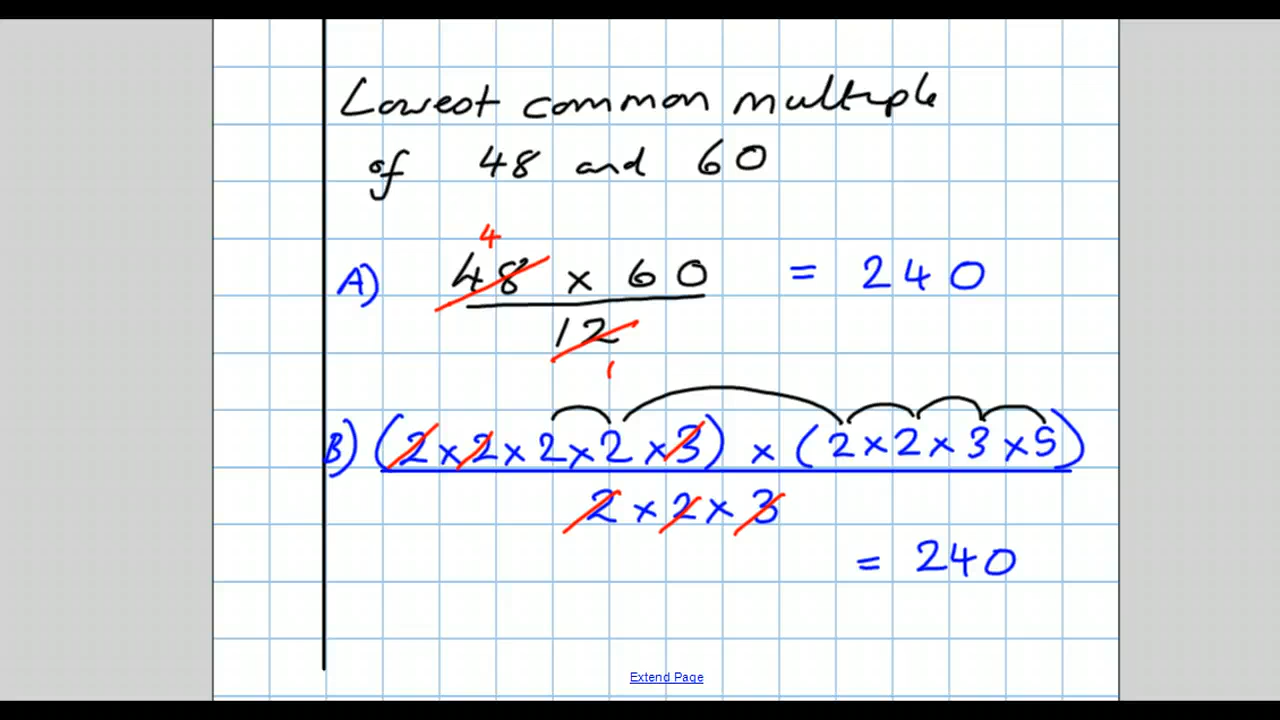 Lowest common multiple
of 48 and 60
4
A) 48 x 60 = 240
12
1
B) (2 x 2 x 2 x 2 x 3) x (2 x 2 x 3 x 5)
2 x 2 x 3
= 240
Extend Page